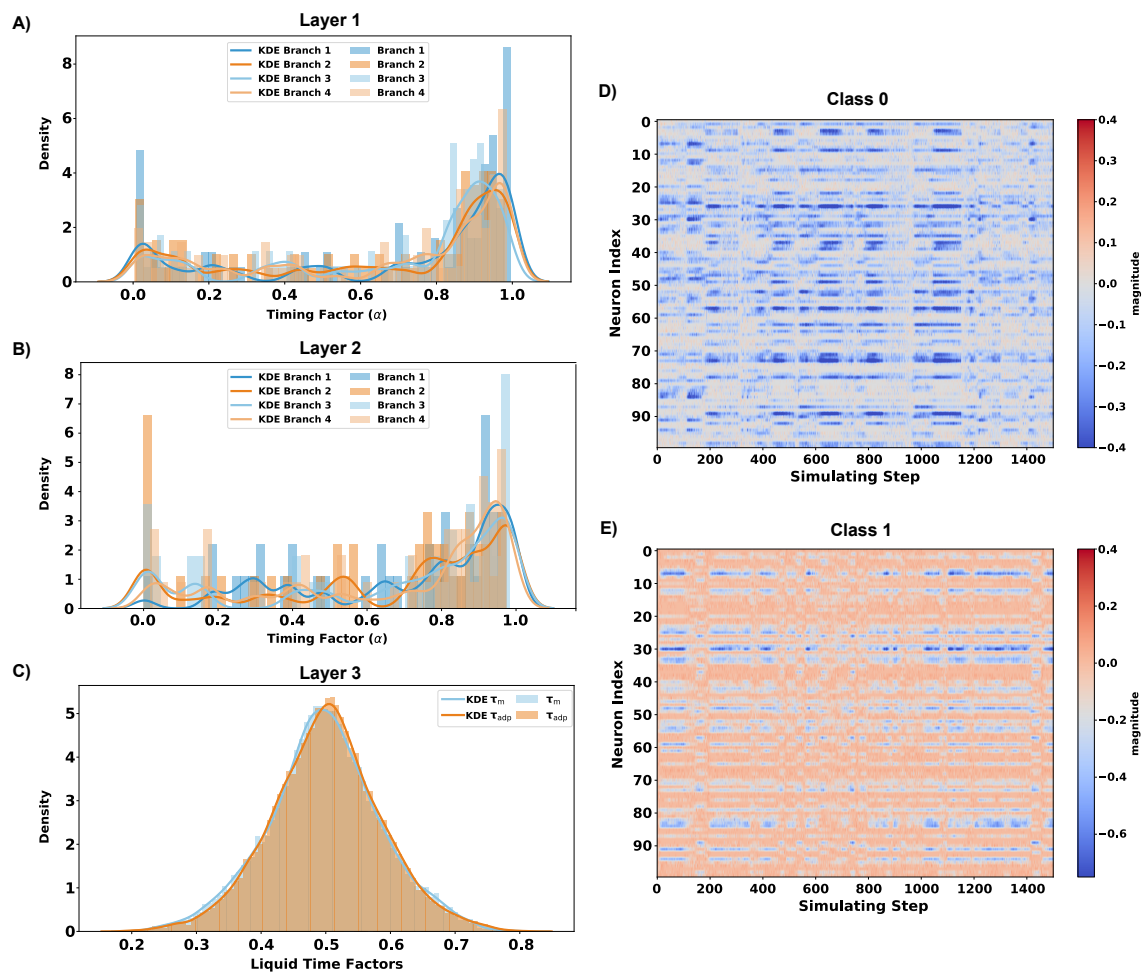 A)
Layer 1
KDE Branch 1
KDE Branch 2
KDE Branch 3
KDE Branch 4
Branch 1
Branch 2
Branch 3
Branch 4
Density
8
6
4
2
0
0.0 0.2 0.4 0.6 0.8 1.0
Timing Factor (α)
B)
Layer 2
KDE Branch 1
KDE Branch 2
KDE Branch 3
KDE Branch 4
Branch 1
Branch 2
Branch 3
Branch 4
Density
8
7
6
5
4
3
2
1
0
0.0 0.2 0.4 0.6 0.8 1.0
Timing Factor (α)
C)
Layer 3
KDE τm
KDE τadp
τm
τadp
Density
5
4
3
2
1
0
0.2 0.3 0.4 0.5 0.6 0.7 0.8
Liquid Time Factors
D)
Class 0
Neuron Index
0
10
20
30
40
50
60
70
80
90
0 200 400 600 800 1000 1200 1400
Simulating Step
0.4
0.3
0.2
0.1
0.0
−0.1
−0.2
−0.3
−0.4
magnitude
E)
Class 1
Neuron Index
0
10
20
30
40
50
60
70
80
90
0 200 400 600 800 1000 1200 1400
Simulating Step
0.4
0.2
0.0
−0.2
−0.4
−0.6
magnitude